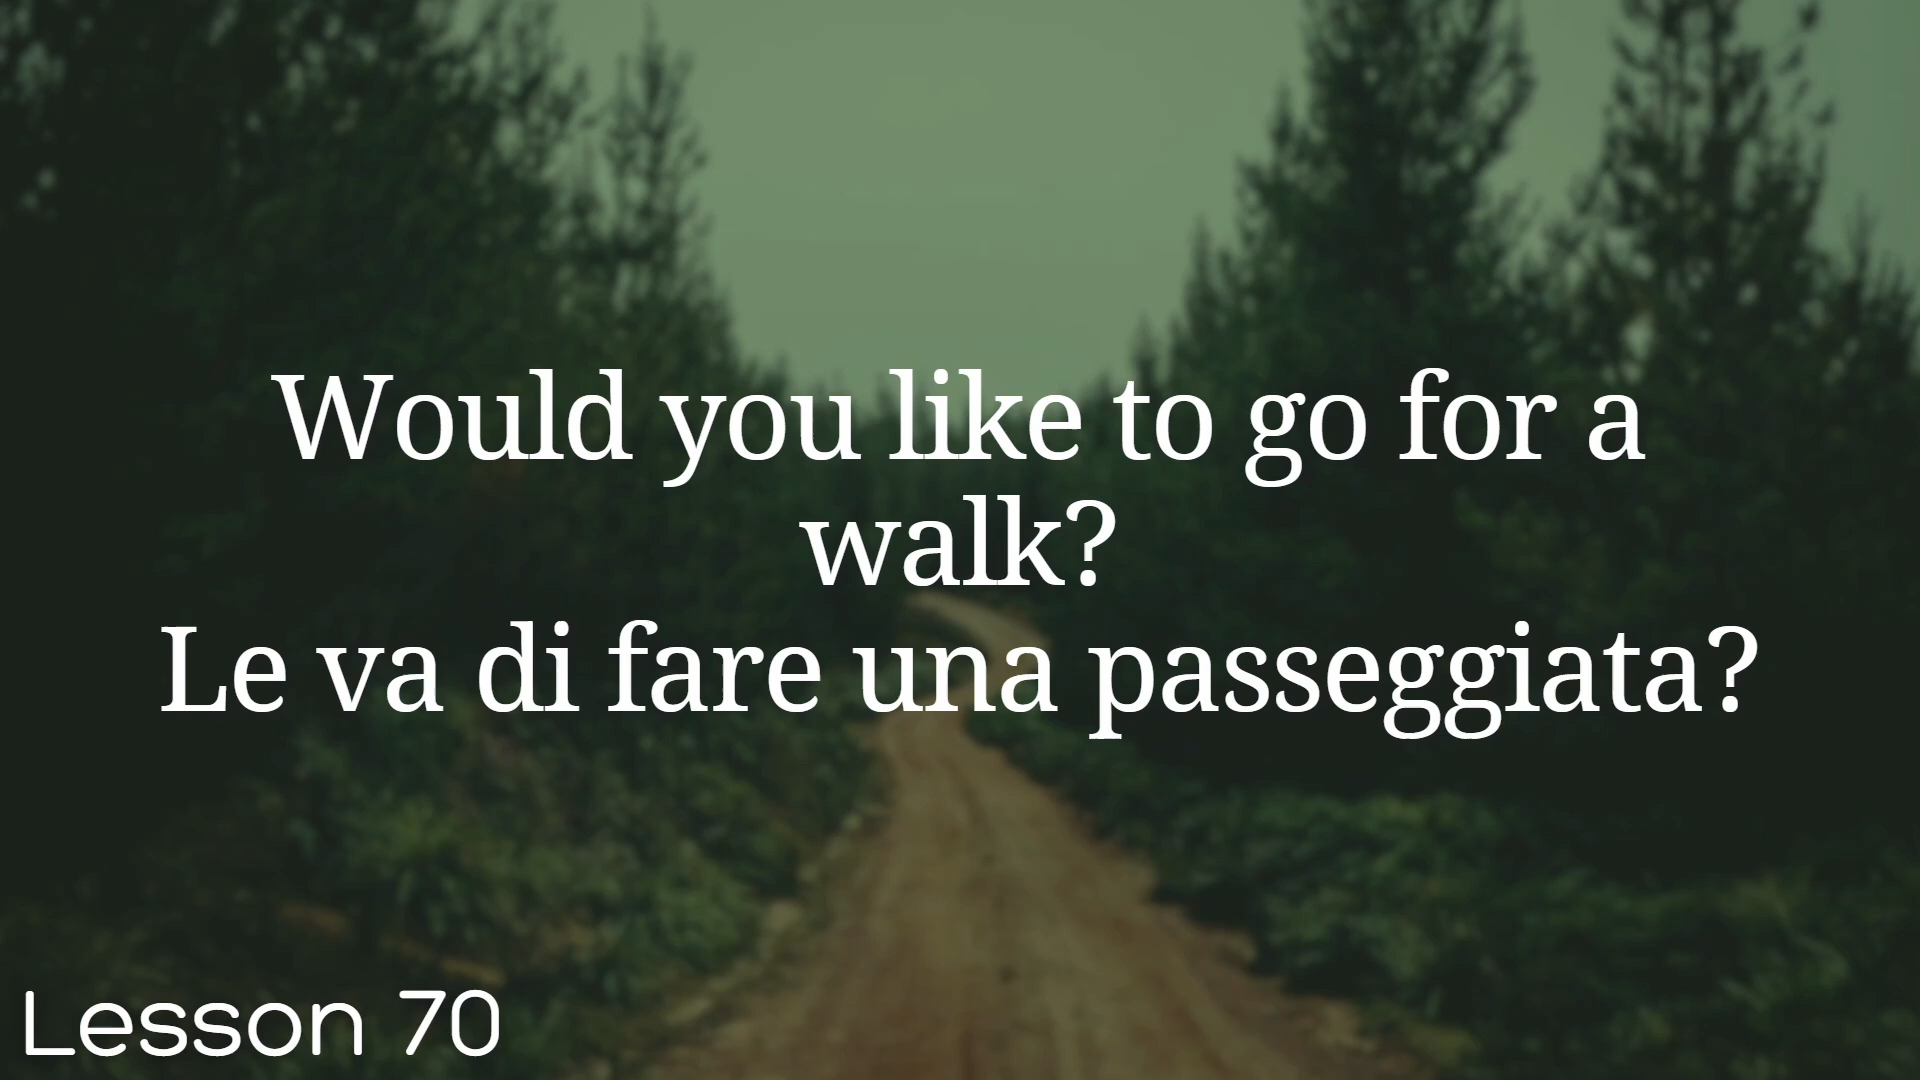 Would you like to go for a
walk?
Le va di fare una passeggiata?
Lesson 70